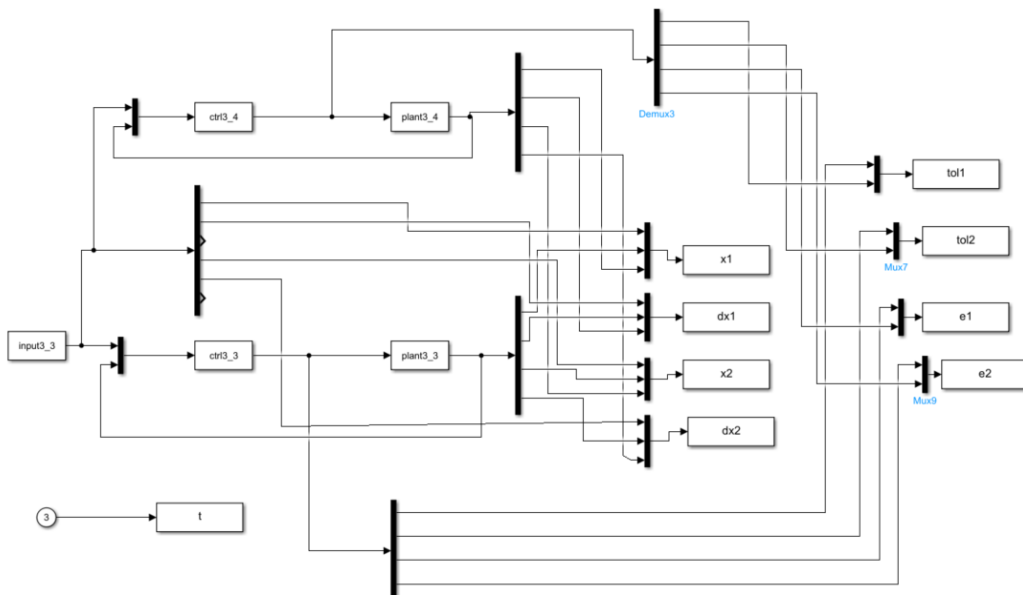 ctrl3_4
plant3_4
Demux3
tol1
tol2
Mux7
x1
dx1
e1
input3_3
ctrl3_3
plant3_3
x2
e2
Mux9
dx2
3
t